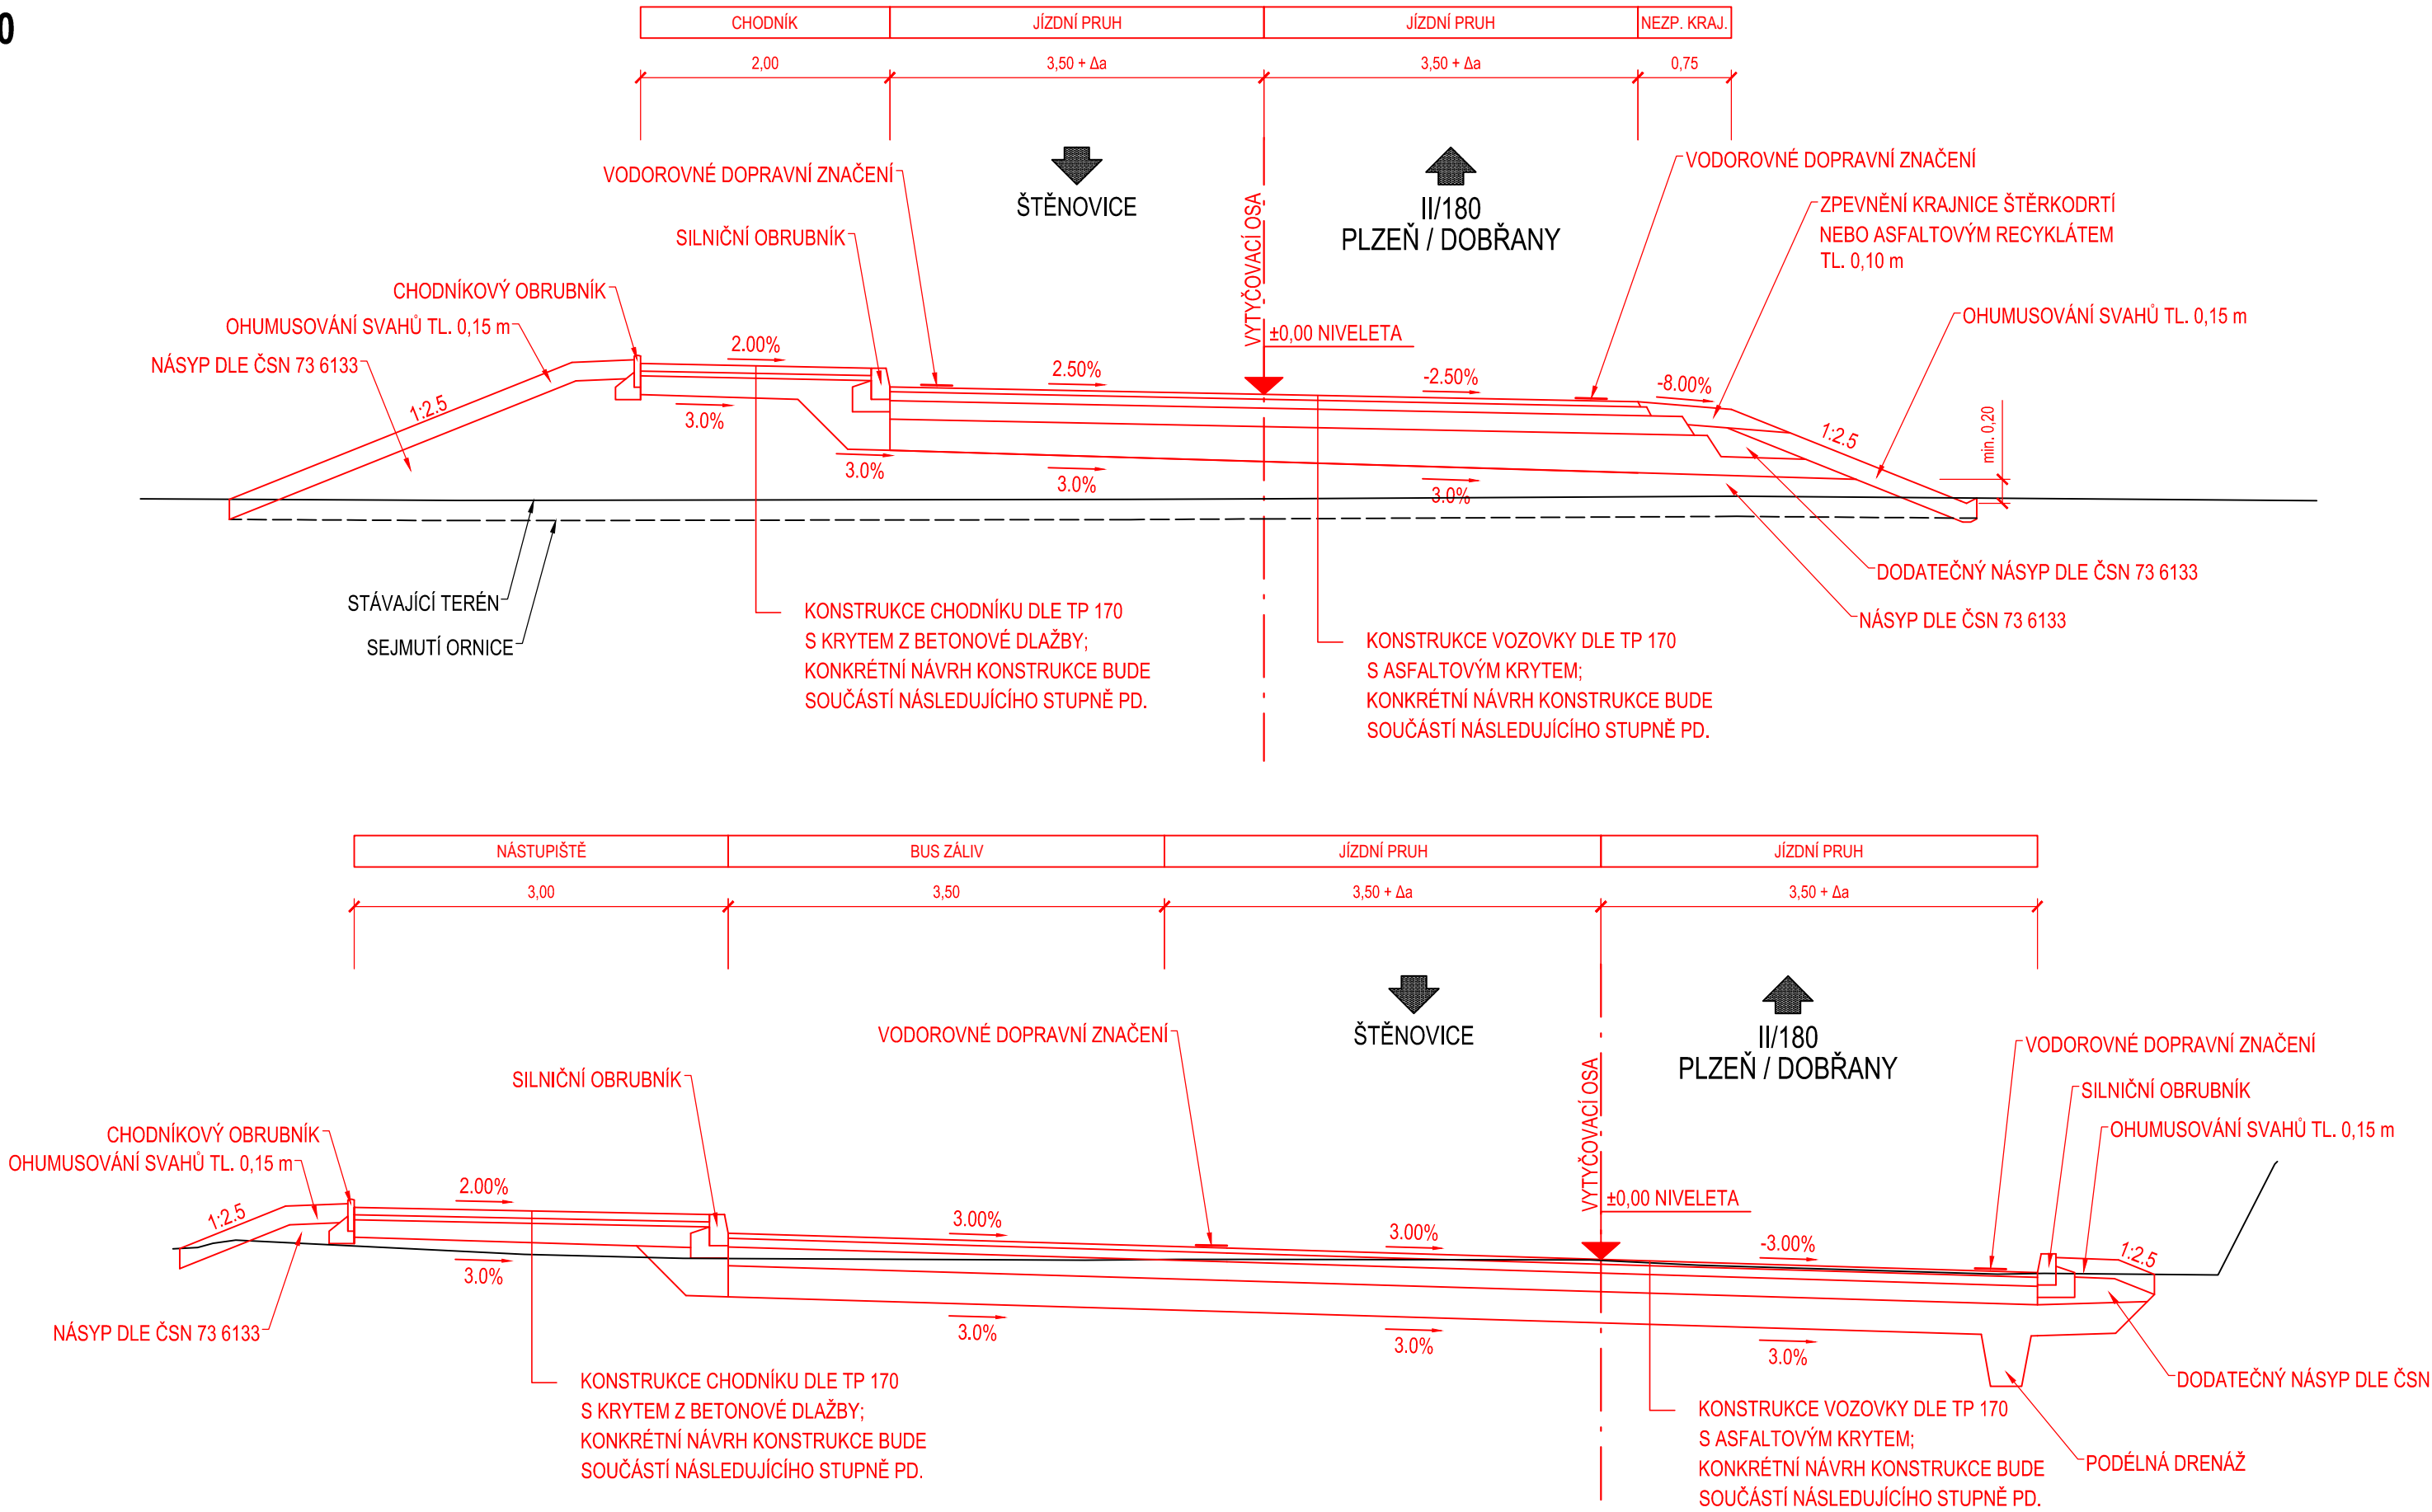 0
CHODNÍK
JÍZDNÍ PRUH
JÍZDNÍ PRUH
NEZP. KRAJ.
2,00
3,50 + Δa
3,50 + Δa
0,75
VODOROVNÉ DOPRAVNÍ ZNAČENÍ
ŠTĚNOVICE
II/180
PLZEŇ / DOBŘANY
VYTYČOVACÍ OSA
VODOROVNÉ DOPRAVNÍ ZNAČENÍ
ZPEVNĚNÍ KRAJNICE ŠTĚRKODRTÍ
NEBO ASFALTOVÝM RECYKLÁTEM
TL. 0,10 m
SILNIČNÍ OBRUBNÍK
CHODNÍKOVÝ OBRUBNÍK
OHUMUSOVÁNÍ SVAHŮ TL. 0,15 m
OHUMUSOVÁNÍ SVAHŮ TL. 0,15 m
NÁSYP DLE ČSN 73 6133
±0,00 NIVELETA
2.00%
2.50%
-2.50%
-8.00%
1:2.5
1:2.5
min. 0,20
3.0%
3.0%
3.0%
3.0%
DODATEČNÝ NÁSYP DLE ČSN 73 6133
NÁSYP DLE ČSN 73 6133
STÁVAJÍCÍ TERÉN
SEJMUTÍ ORNICE
KONSTRUKCE CHODNÍKU DLE TP 170
S KRYTEM Z BETONOVÉ DLAŽBY;
KONKRÉTNÍ NÁVRH KONSTRUKCE BUDE
SOUČÁSTÍ NÁSLEDUJÍCÍHO STUPNĚ PD.
KONSTRUKCE VOZOVKY DLE TP 170
S ASFALTOVÝM KRYTEM;
KONKRÉTNÍ NÁVRH KONSTRUKCE BUDE
SOUČÁSTÍ NÁSLEDUJÍCÍHO STUPNĚ PD.
NÁSTUPIŠTĚ
BUS ZÁLIV
JÍZDNÍ PRUH
JÍZDNÍ PRUH
3,00
3,50
3,50 + Δa
3,50 + Δa
VODOROVNÉ DOPRAVNÍ ZNAČENÍ
ŠTĚNOVICE
II/180
PLZEŇ / DOBŘANY
VYTYČOVACÍ OSA
VODOROVNÉ DOPRAVNÍ ZNAČENÍ
SILNIČNÍ OBRUBNÍK
SILNIČNÍ OBRUBNÍK
OHUMUSOVÁNÍ SVAHŮ TL. 0,15 m
CHODNÍKOVÝ OBRUBNÍK
OHUMUSOVÁNÍ SVAHŮ TL. 0,15 m
±0,00 NIVELETA
1:2.5
2.00%
3.00%
3.00%
-3.00%
1:2.5
3.0%
3.0%
3.0%
3.0%
NÁSYP DLE ČSN 73 6133
DODATEČNÝ NÁSYP DLE ČSN
PODÉLNÁ DRENÁŽ
KONSTRUKCE CHODNÍKU DLE TP 170
S KRYTEM Z BETONOVÉ DLAŽBY;
KONKRÉTNÍ NÁVRH KONSTRUKCE BUDE
SOUČÁSTÍ NÁSLEDUJÍCÍHO STUPNĚ PD.
KONSTRUKCE VOZOVKY DLE TP 170
S ASFALTOVÝM KRYTEM;
KONKRÉTNÍ NÁVRH KONSTRUKCE BUDE
SOUČÁSTÍ NÁSLEDUJÍCÍHO STUPNĚ PD.